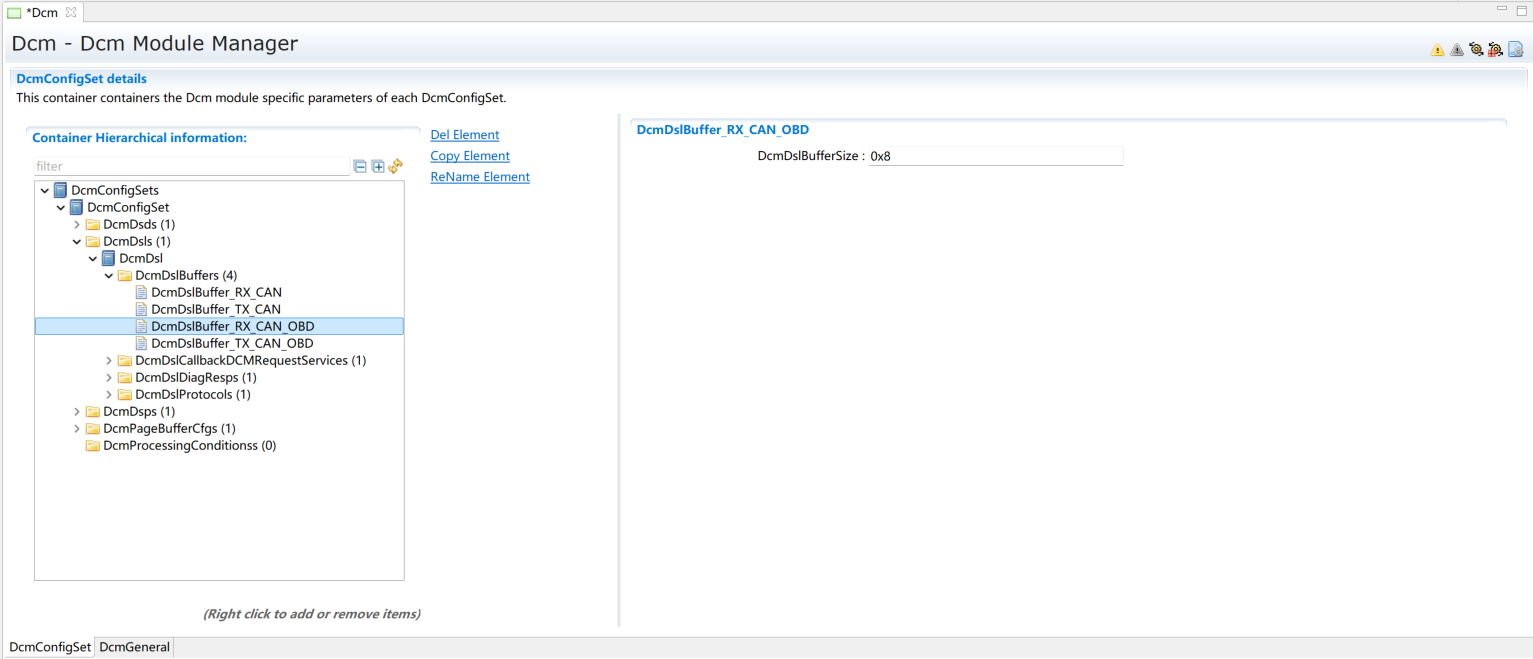 *Dcm
Dcm - Dcm Module Manager
DcmConfigSet details
This container containers the Dcm module specific parameters of each DcmConfigSet.
Container Hierarchical information:
filter
DcmConfigSets
DcmConfigSet
DcmDsds (1)
DcmDsls (1)
DcmDsl
DcmDslBuffers (4)
DcmDslBuffer_RX_CAN
DcmDslBuffer_TX_CAN
DcmDslBuffer_RX_CAN_OBD
DcmDslBuffer_TX_CAN_OBD
DcmDslCallbackDCMRequestServices (1)
DcmDslDiagResps (1)
DcmDslProtocols (1)
DcmDsps (1)
DcmPageBufferCfgs (1)
DcmProcessingConditionss (0)
(Right click to add or remove items)
Del Element
Copy Element
ReName Element
DcmDslBuffer_RX_CAN_OBD
DcmDslBufferSize : 0x8
DcmConfigSet DcmGeneral